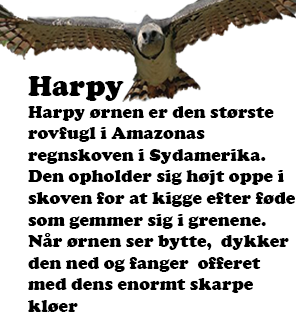 Harpy
Harpy ørnen er den største
rovfugl i Amazonas
regnskoven i Sydamerika.
Den opholder sig højt oppe i
skoven for at kigge efter føde
som gemmer sig i grenene.
Når ørnen ser bytte,  dykker
den ned og fanger  offeret
med dens enormt skarpe
kløer